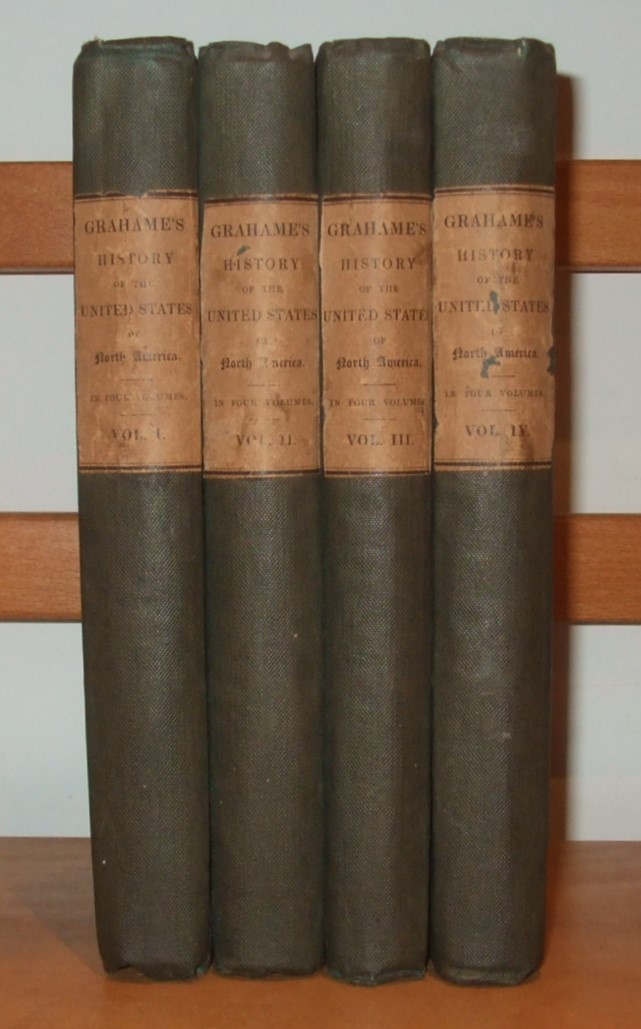 GRAHAME'S
HISTORY
OF THE
UNITED STATES
OF
North America.
IN FOUR VOLUMES.
VOL. I.
GRAHAME'S
HISTORY
OF THE
UNITED STATES
OF
North America.
IN FOUR VOLUMES.
VOL. II.
GRAHAME'S
HISTORY
OF THE
UNITED STATE
OF
North America.
IN FOUR VOLUMES
VOL. III.
GRAHAME'S
HISTORY
OF THE
UNITED STATES
OF
North America.
IN FOUR VOLUMES.
VOL. IV.